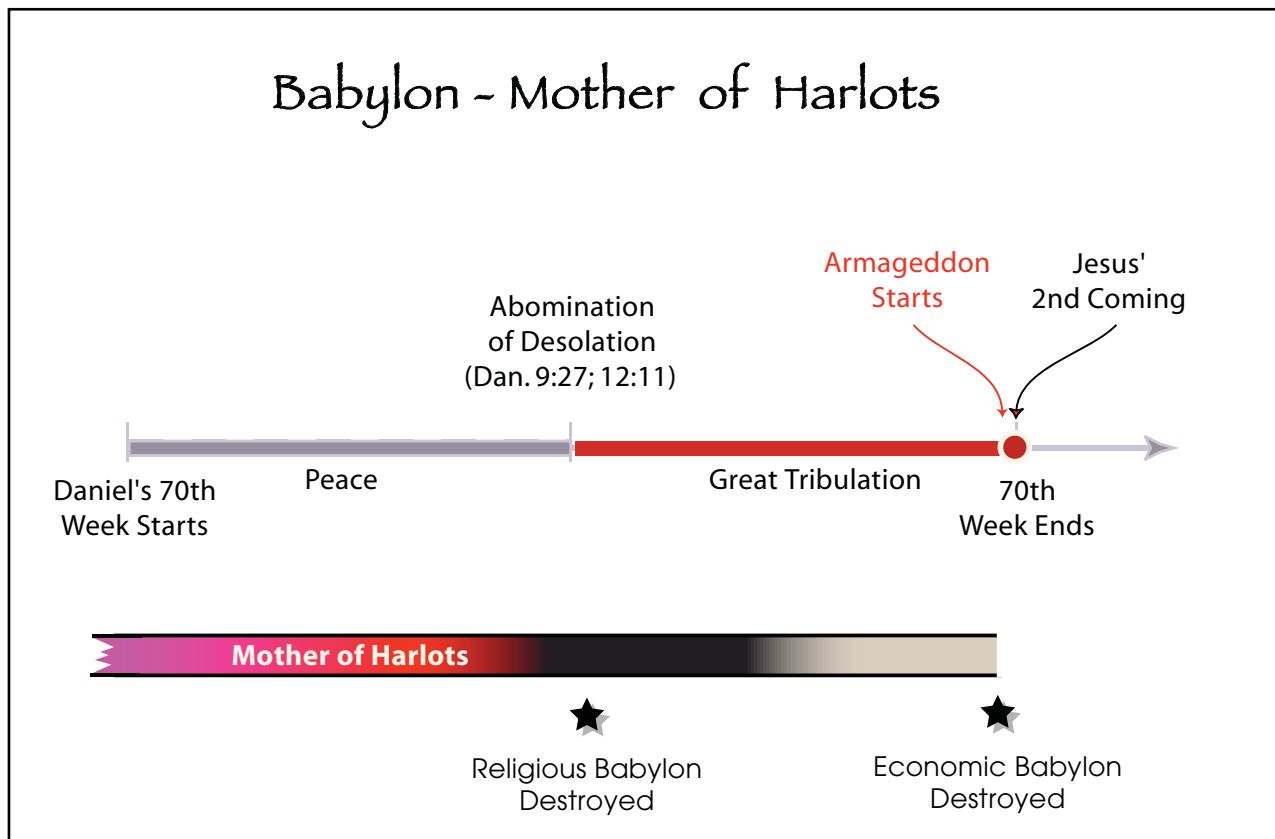 Babylon - Mother of Harlots
Armageddon
Starts
Jesus'
2nd Coming
Abomination
of Desolation
(Dan. 9:27; 12:11)
Peace
Great Tribulation
Daniel's 70th
Week Starts
70th
Week Ends
Mother of Harlots
Religious Babylon
Destroyed
Economic Babylon
Destroyed